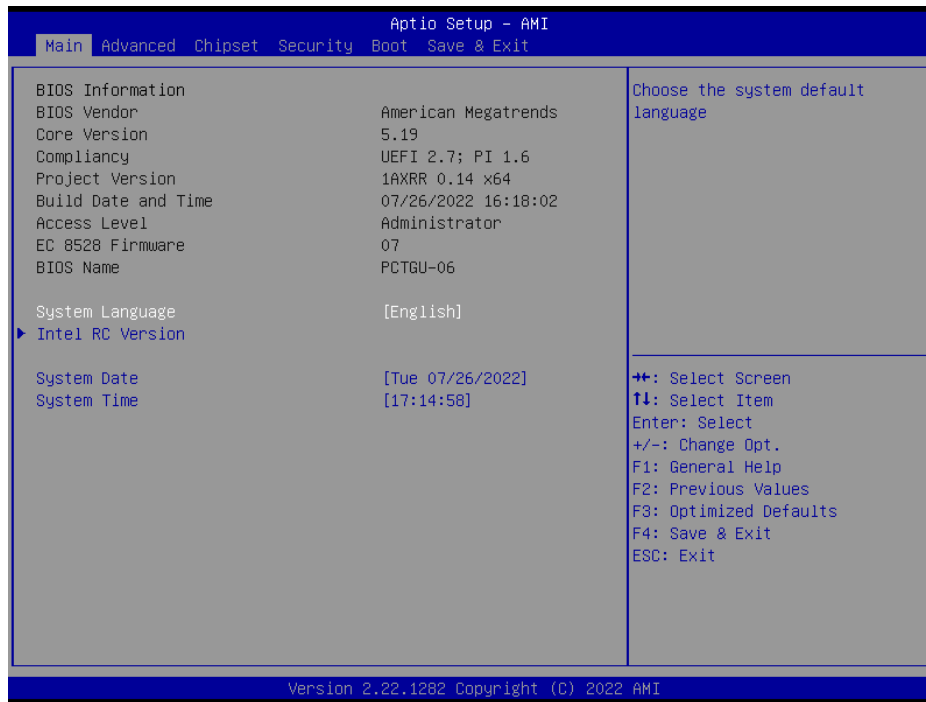 Aptio Setup – AMI
Main Advanced Chipset Security Boot Save & Exit
BIOS Information
BIOS Vendor American Megatrends
Core Version 5.19
Compliancy UEFI 2.7; PI 1.6
Project Version 1AXRR 0.14 x64
Build Date and Time 07/26/2022 16:18:02
Access Level Administrator
EC 8528 Firmware 07
BIOS Name PCTGU-06
System Language [English]
Intel RC Version
System Date [Tue 07/26/2022]
System Time [17:14:58]
Choose the system default
language
→←: Select Screen
↑↓: Select Item
Enter: Select
+/-: Change Opt.
F1: General Help
F2: Previous Values
F3: Optimized Defaults
F4: Save & Exit
ESC: Exit
Version 2.22.1282 Copyright (C) 2022 AMI